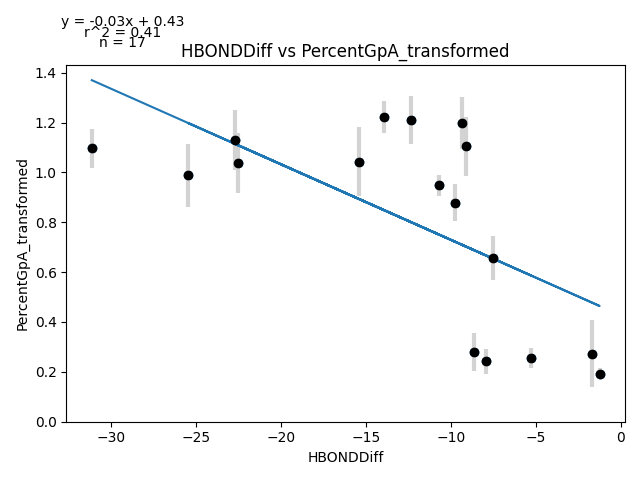 y = -0.03x + 0.43
r^2 = 0.41
n = 17
HBONDDiff vs PercentGpA_transformed
PercentGpA_transformed
1.4
1.2
1.0
0.8
0.6
0.4
0.2
0.0
−30
−25
−20
−15
−10
−5
0
HBONDDiff